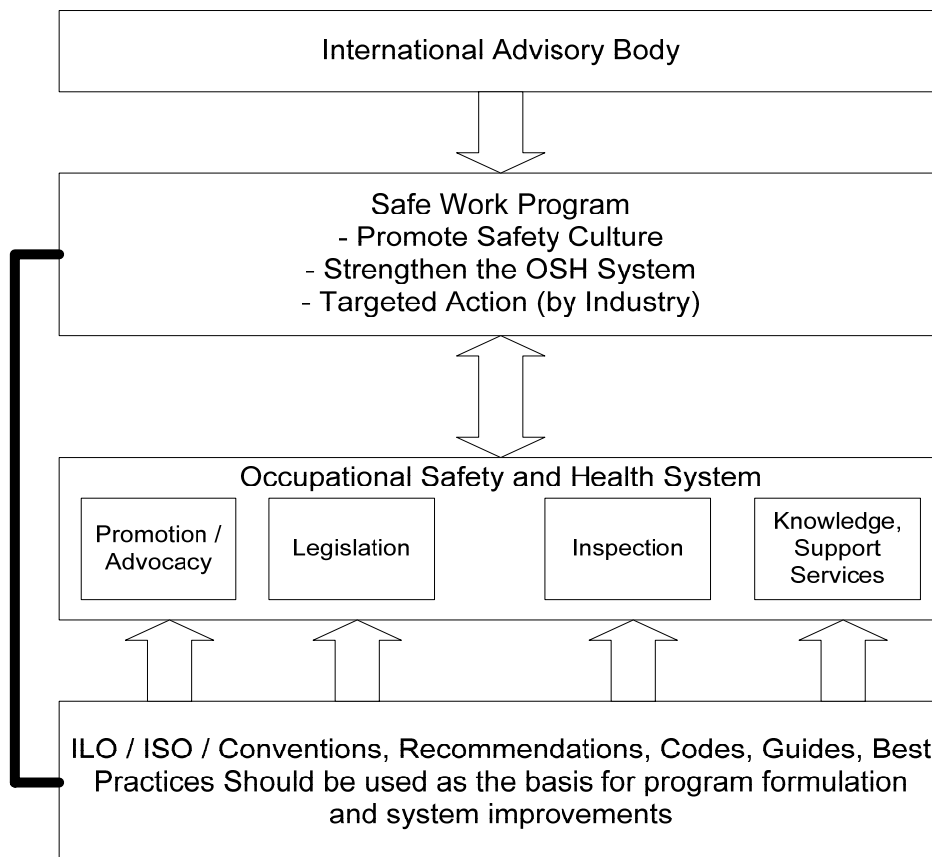 International Advisory Body
Safe Work Program
- Promote Safety Culture
- Strengthen the OSH System
- Targeted Action (by Industry)
Occupational Safety and Health System
Promotion /
Advocacy
Legislation
Inspection
Knowledge,
Support
Services
ILO / ISO / Conventions, Recommendations, Codes, Guides, Best
Practices Should be used as the basis for program formulation
and system improvements